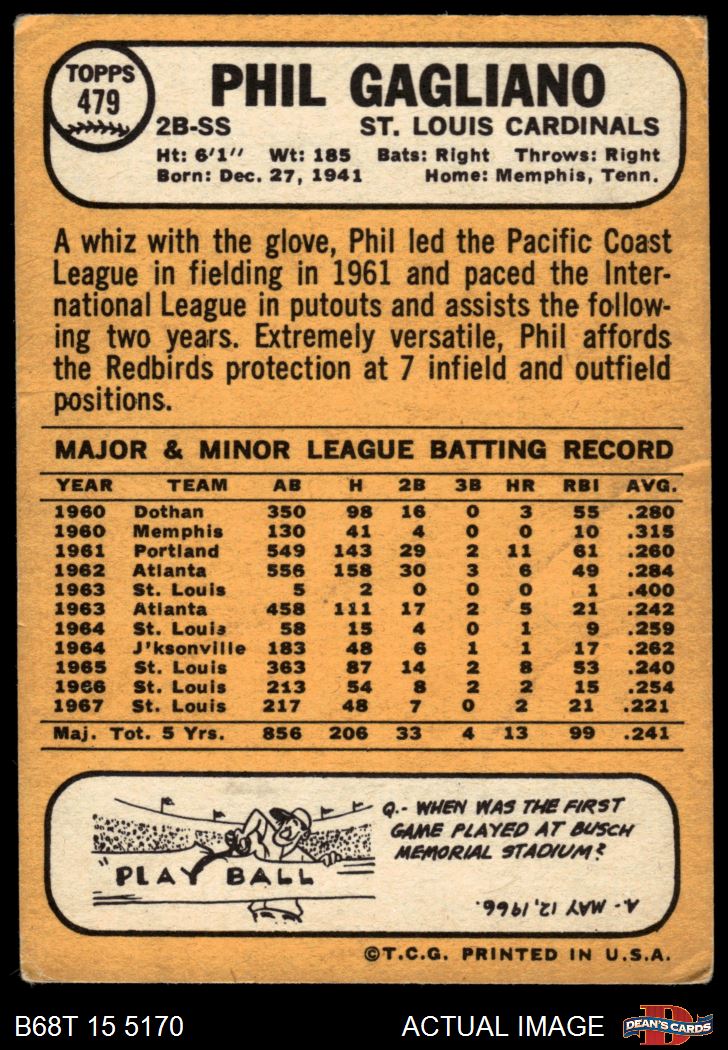 TOPPS
479
PHIL GAGLIANO
2B-SS ST. LOUIS CARDINALS
Ht: 6'1" Wt: 185 Bats: Right Throws: Right
Born: Dec. 27, 1941 Home: Memphis, Tenn.
A whiz with the glove, Phil led the Pacific Coast
League in fielding in 1961 and paced the Inter-
national League in putouts and assists the follow-
ing two years. Extremely versatile, Phil affords
the Redbirds protection at 7 infield and outfield
positions.
MAJOR & MINOR LEAGUE BATTING RECORD
YEAR TEAM AB H 2B 3B HR RBI AVG.
1960 Dothan 350 98 16 0 3 55 .280
1960 Memphis 130 41 4 0 0 10 .315
1961 Portland 549 143 29 2 11 61 .260
1962 Atlanta 556 158 30 3 6 49 .284
1963 St. Louis 5 2 0 0 0 1 .400
1963 Atlanta 458 111 17 2 5 21 .242
1964 St. Louis 58 15 4 0 1 9 .259
1964 J'ksonville 183 48 6 1 1 17 .262
1965 St. Louis 363 87 14 2 8 53 .240
1966 St. Louis 213 54 8 2 2 15 .254
1967 St. Louis 217 48 7 0 2 21 .221
Maj. Tot. 5 Yrs. 856 206 33 4 13 99 .241
"PLAY BALL
Q.- WHEN WAS THE FIRST
GAME PLAYED AT BUSCH
MEMORIAL STADIUM?
A- MAY 12, 1966.
©T.C.G. PRINTED IN U.S.A.
B68T 15 5170 ACTUAL IMAGE
D
DEAN'S CARDS